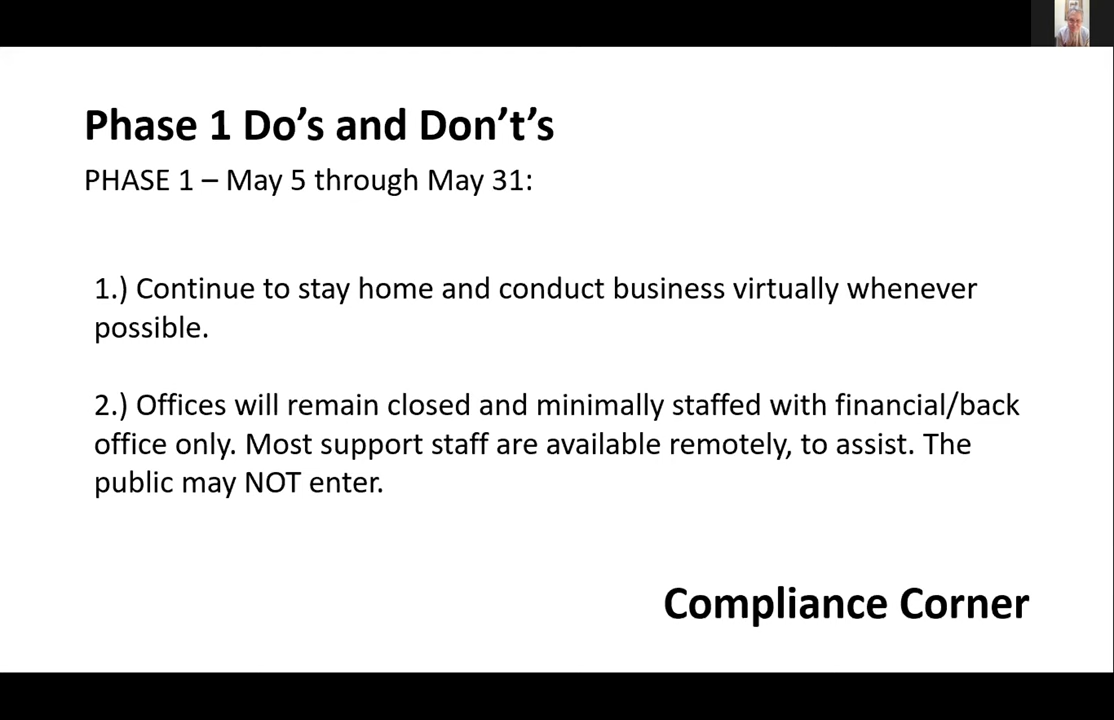 Phase 1 Do’s and Don’t’s
PHASE 1 – May 5 through May 31:
1.) Continue to stay home and conduct business virtually whenever
possible.
2.) Offices will remain closed and minimally staffed with financial/back
office only. Most support staff are available remotely, to assist. The
public may NOT enter.
Compliance Corner